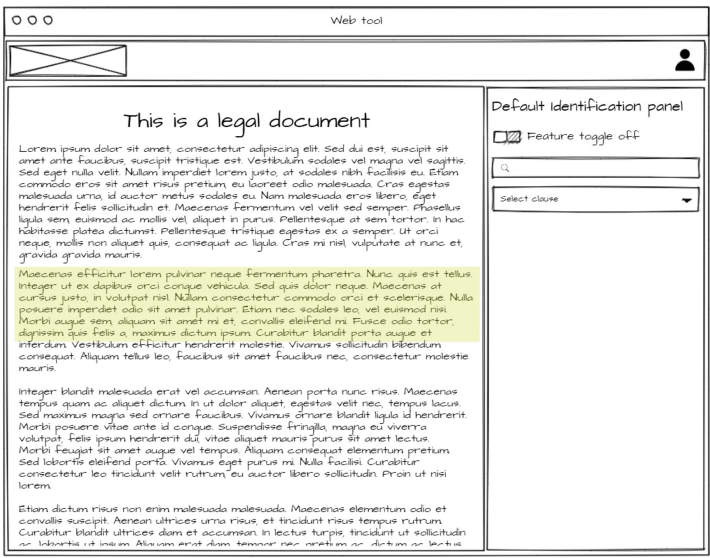 Web tool
This is a legal document
Lorem ipsum dolor sit amet, consectetur adipiscing elit. Sed dui est, suscipit sit
amet ante faucibus, suscipit tristique est. Vestibulum sodales vel magna vel sagittis.
Sed eget nulla velit. Nullam imperdiet lorem justo, at sodales nibh facilisis eu. Etiam
commodo eros sit amet risus pretium, eu laoreet odio malesuada. Cras egestas
malesuada urna, id auctor metus sodales eu. Nam malesuada eros libero, eget
hendrerit felis sollicitudin et. Maecenas fermentum vel velit sed semper. Phasellus
ligula sem, euismod ac mollis vel, aliquet in purus. Pellentesque at sem tortor. In hac
habitasse platea dictumst. Pellentesque tristique egestas ex a semper. Ut orci
neque, mollis non aliquet quis, consequat ac ligula. Cras mi nisl, vulputate at nunc et,
gravida gravida mauris.
Maecenas efficitur lorem pulvinar neque fermentum pharetra. Nunc quis est tellus.
Integer ut ex dapibus orci congue vehicula. Sed quis dolor neque. Maecenas at
cursus justo, in volutpat nisl. Nullam consectetur commodo orci et scelerisque. Nulla
posuere imperdiet odio sit amet pulvinar. Etiam nec sodales leo, vel euismod nisi.
Morbi augue sem, aliquam sit amet mi et, convallis eleifend mi. Fusce odio tortor,
dignissim quis felis a, maximus dictum ipsum. Curabitur blandit porta augue et
interdum. Vestibulum efficitur hendrerit molestie. Vivamus sollicitudin bibendum
consequat. Aliquam tellus leo, faucibus sit amet faucibus nec, consectetur molestie
mauris.
Integer blandit malesuada erat vel accumsan. Aenean porta nunc risus. Maecenas
tempus quam ac aliquet dictum. In ut dolor aliquet, egestas velit nec, tempus lacus.
Sed maximus magna sed ornare faucibus. Vivamus ornare blandit ligula id hendrerit.
Morbi posuere vitae ante id congue. Suspendisse fringilla, magna eu viverra
volutpat, felis ipsum hendrerit dui, vitae aliquet mauris purus sit amet lectus.
Morbi feugiat sit amet augue vel tempus. Aliquam consequat elementum pretium.
Sed lobortis eleifend porta. Vivamus eget purus mi. Nulla facilisi. Curabitur
consectetur leo tincidunt velit rutrum, eu auctor libero sollicitudin. Proin ut nisi
lorem.
Etiam dictum risus non enim malesuada malesuada. Maecenas elementum odio et
convallis suscipit. Aenean ultrices urna risus, et tincidunt risus tempus rutrum.
Curabitur blandit ultrices diam et accumsan. In lectus turpis, tincidunt ut sollicitudin
ac, lobortis ut ipsum. Aliquam erat diam, tempor nec pretium ac, dictum ac lectus.
Default Identification panel
Feature toggle off
Select clause